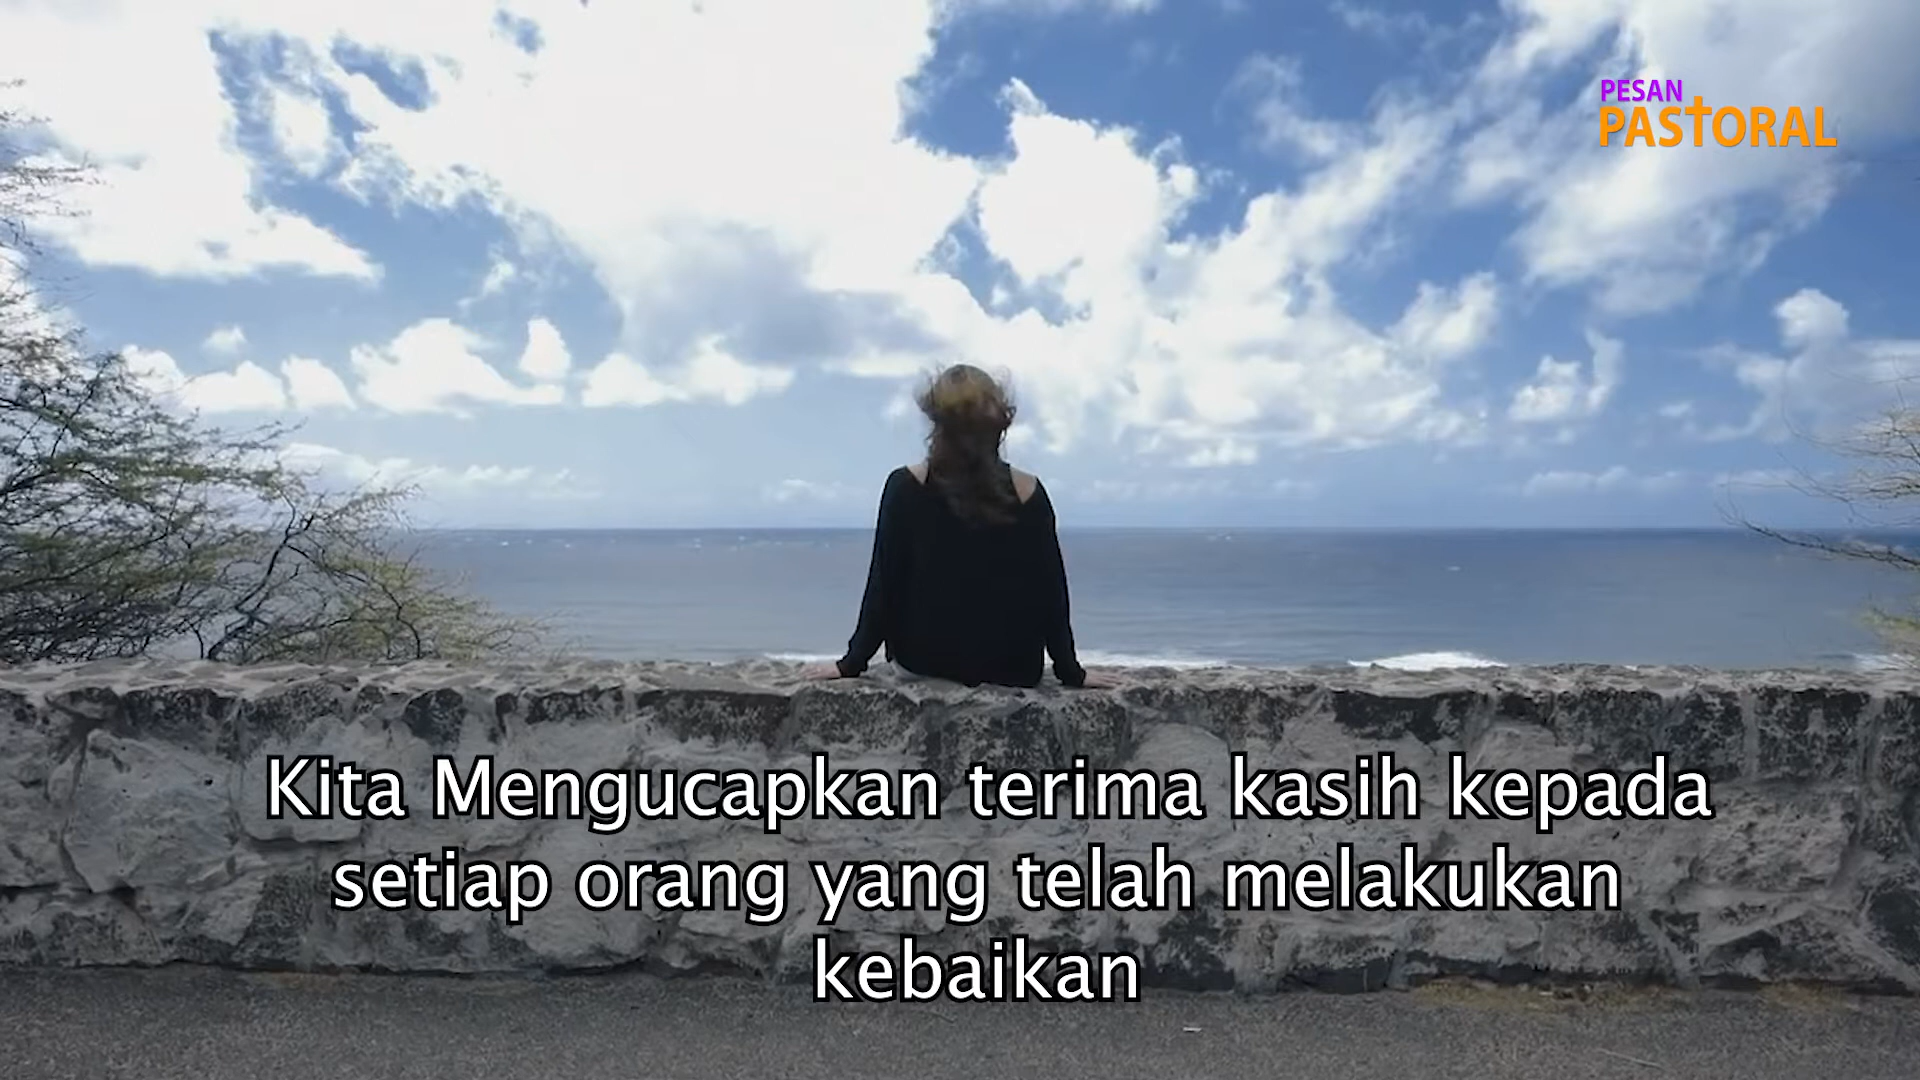 PESAN
PASTORAL
Kita Mengucapkan terima kasih kepada
setiap orang yang telah melakukan
kebaikan